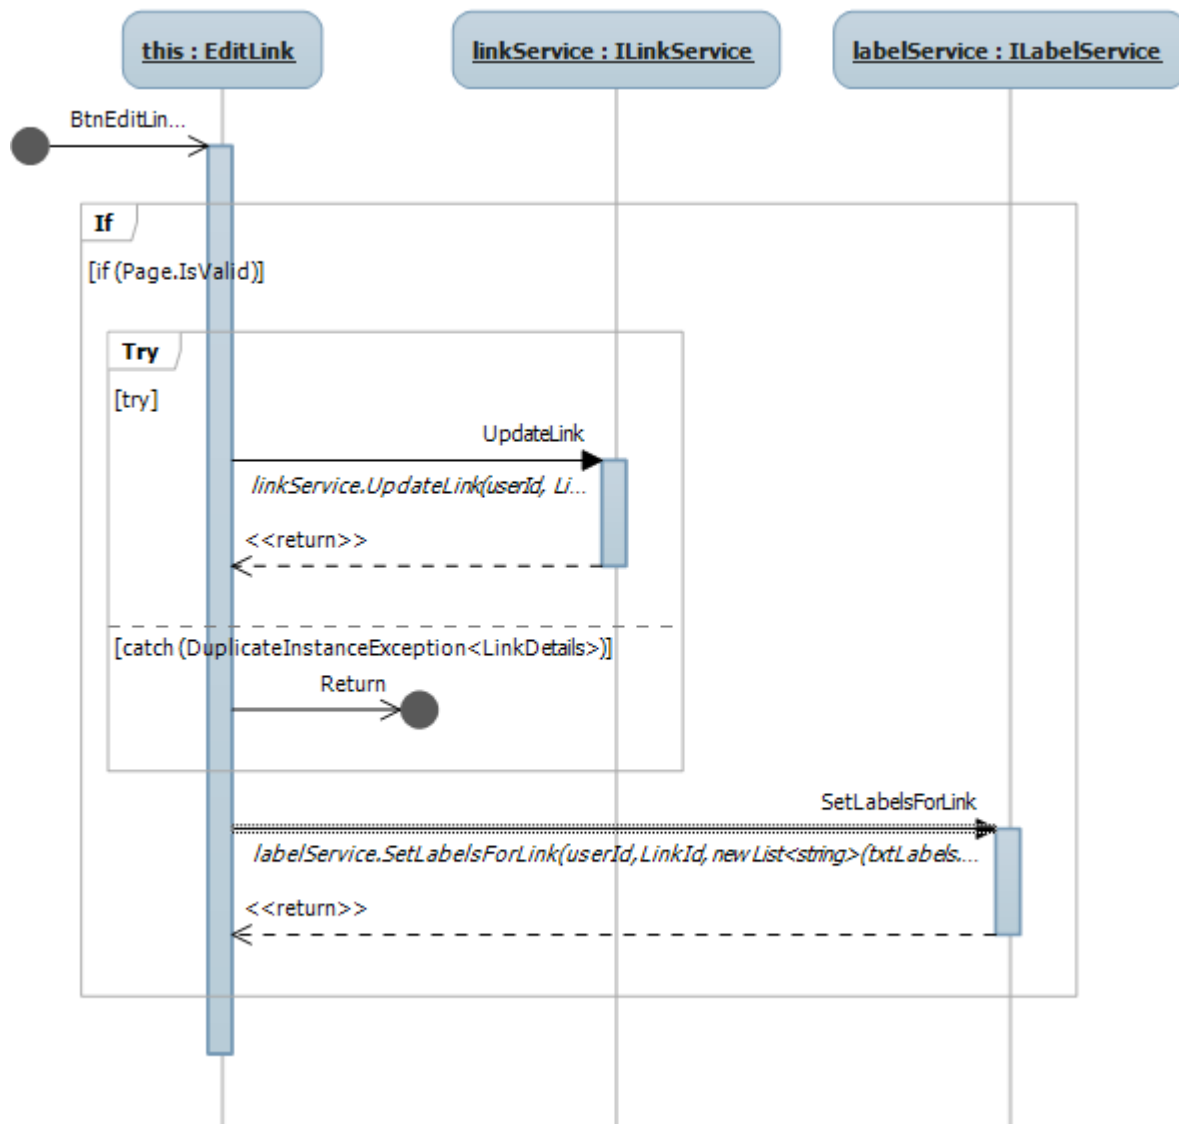 this : EditLink
linkService : ILinkService
labelService : ILabelService
BtnEditLin...
If
[if (Page.IsValid)]
Try
[try]
UpdateLink
linkService.UpdateLink(userId, Li...
<<return>>
[catch (DuplicateInstanceException<LinkDetails>)]
Return
SetLabelsForLink
labelService.SetLabelsForLink(userId,LinkId,new List<string>(txtLabels....
<<return>>